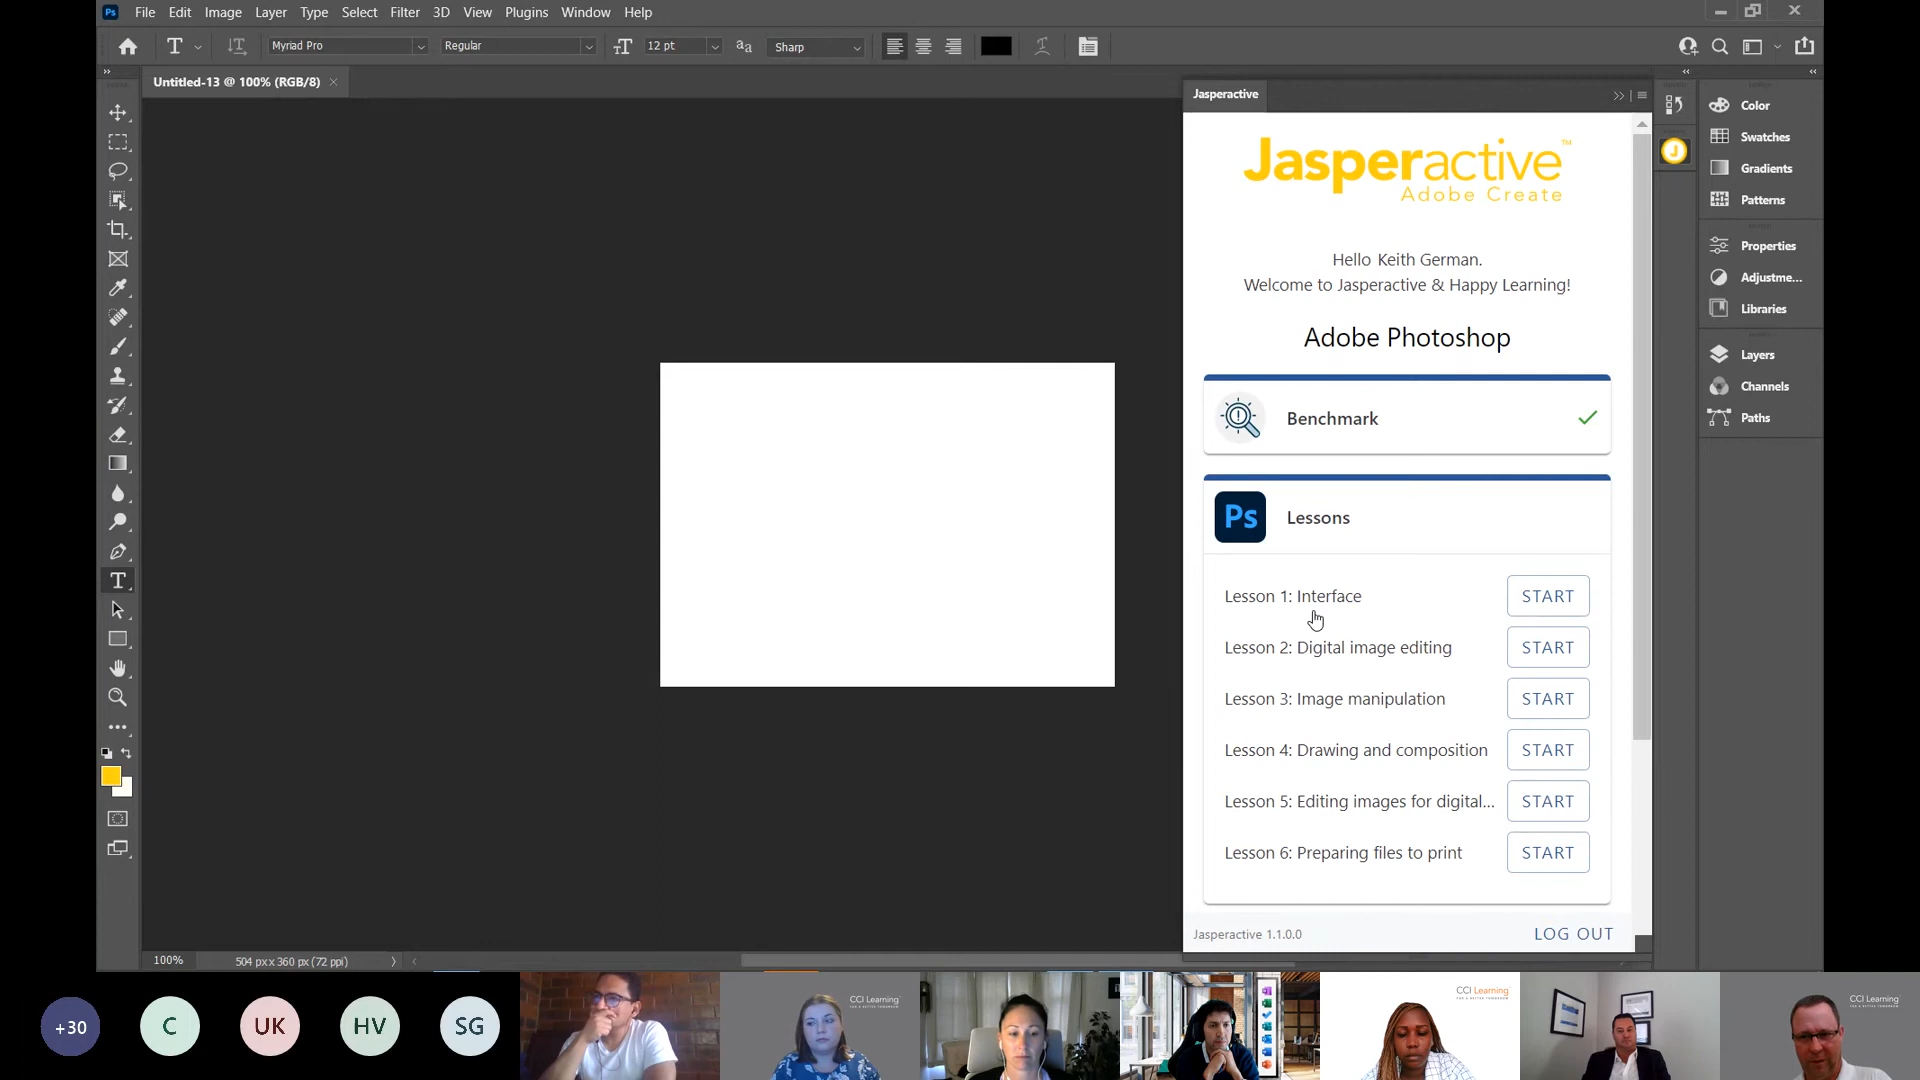 Ps File Edit Image Layer Type Select Filter 3D View Plugins Window Help
T Myriad Pro Regular 12 pt Sharp
Untitled-13 @ 100% (RGB/8)
Jasperactive
Jasperactive™
Adobe Create
Hello Keith German.
Welcome to Jasperactive & Happy Learning!
Adobe Photoshop
Benchmark
Ps Lessons
Lesson 1: Interface START
Lesson 2: Digital image editing START
Lesson 3: Image manipulation START
Lesson 4: Drawing and composition START
Lesson 5: Editing images for digital... START
Lesson 6: Preparing files to print START
Jasperactive 1.1.0.0 LOG OUT
J
Color
Swatches
Gradients
Patterns
Properties
Adjustme...
Libraries
Layers
Channels
Paths
100% 504 px x 360 px (72 ppi)
+30
C
UK
HV
SG
CCI Learning
CCI Learning
CCI Learning